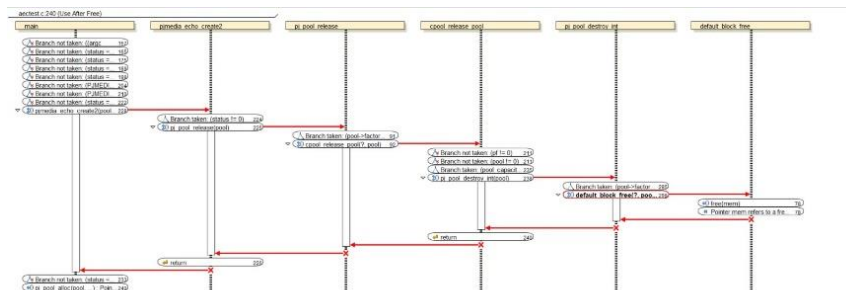 aectest.c:240 (Use After Free)
main
pjmedia_echo_create2
pj_pool_release
cpool_release_pool
pj_pool_destroy_int
default_block_free
Branch not taken: (argc
Branch not taken: (status =...
Branch not taken: (status =...
Branch not taken: (status =...
Branch not taken: (status =...
Branch not taken: (PJMEDI...
Branch not taken: (PJMEDI...
Branch not taken: (status =...
pjmedia_echo_create2(pool...
Branch taken: (status != 0)
pj_pool_release(pool)
Branch taken: (pool->factor...
cpool_release_pool(?, pool)
Branch not taken: (pf != 0)
Branch not taken: (pool != 0)
Branch taken: (pool_capacit...
pj_pool_destroy_int(pool)
Branch taken: (pool->factor...
default_block_free(?, poo...
free(mem)
Pointer mem refers to a fre...
return
return
Branch not taken: (status =...
pj_pool_alloc(pool, ...) : Poin...